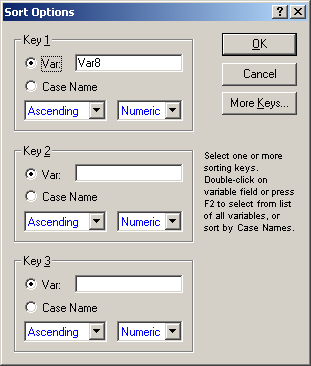 Sort Options
Key 1
Var: Var8
Case Name
Ascending Numeric
OK
Cancel
More Keys...
Key 2
Var:
Case Name
Ascending Numeric
Select one or more
sorting keys.
Double-click on
variable field or press
F2 to select from list
of all variables, or
sort by Case Names.
Key 3
Var:
Case Name
Ascending Numeric